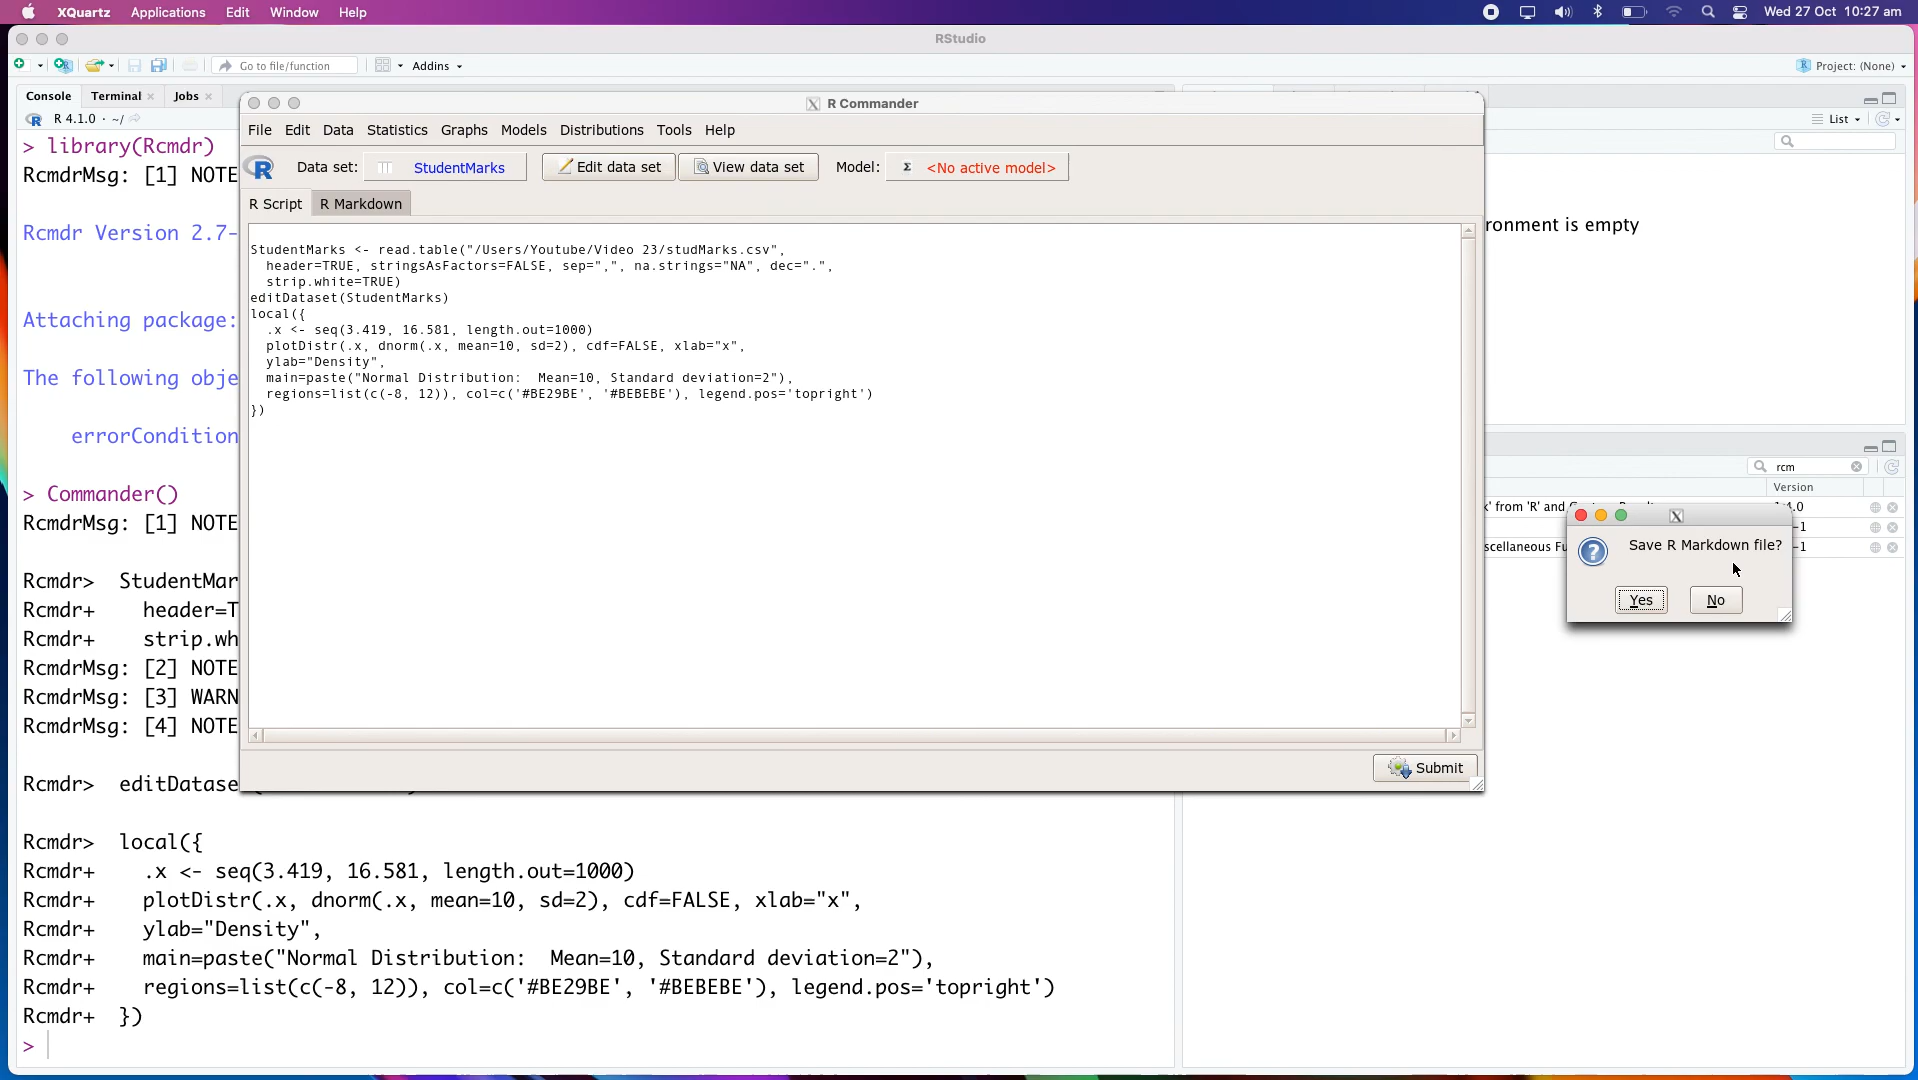 XQuartz Applications Edit Window Help
Wed 27 Oct 10:27 am
RStudio
Go to file/function
Addins
Project: (None)
Console Terminal Jobs
R 4.1.0 · ~/
List
R Commander
File Edit Data Statistics Graphs Models Distributions Tools Help
Data set: StudentMarks Edit data set View data set Model: Σ <No active model>
R Script R Markdown
StudentMarks <- read.table("/Users/Youtube/Video 23/studMarks.csv",
header=TRUE, stringsAsFactors=FALSE, sep=",", na.strings="NA", dec=".",
strip.white=TRUE)
editDataset(StudentMarks)
local({
.x <- seq(3.419, 16.581, length.out=1000)
plotDistr(.x, dnorm(.x, mean=10, sd=2), cdf=FALSE, xlab="x",
ylab="Density",
main=paste("Normal Distribution:  Mean=10, Standard deviation=2"),
regions=list(c(-8, 12)), col=c('#BE29BE', '#BEBEBE'), legend.pos='topright')
})
Submit
> library(Rcmdr)
RcmdrMsg: [1] NOTE
Rcmdr Version 2.7-
Attaching package:
The following obje
errorCondition
> Commander()
RcmdrMsg: [1] NOTE
Rcmdr> StudentMar
Rcmdr+ header=T
Rcmdr+ strip.wh
RcmdrMsg: [2] NOTE
RcmdrMsg: [3] WARN
RcmdrMsg: [4] NOTE
Rcmdr> editDatase
Rcmdr> local({
Rcmdr+ .x <- seq(3.419, 16.581, length.out=1000)
Rcmdr+ plotDistr(.x, dnorm(.x, mean=10, sd=2), cdf=FALSE, xlab="x",
Rcmdr+ ylab="Density",
Rcmdr+ main=paste("Normal Distribution:  Mean=10, Standard deviation=2"),
Rcmdr+ regions=list(c(-8, 12)), col=c('#BE29BE', '#BEBEBE'), legend.pos='topright')
Rcmdr+ })
>
ronment is empty
rcm
Version
' from 'R' and
.0
-1
scellaneous Fu
-1
Save R Markdown file?
Yes No